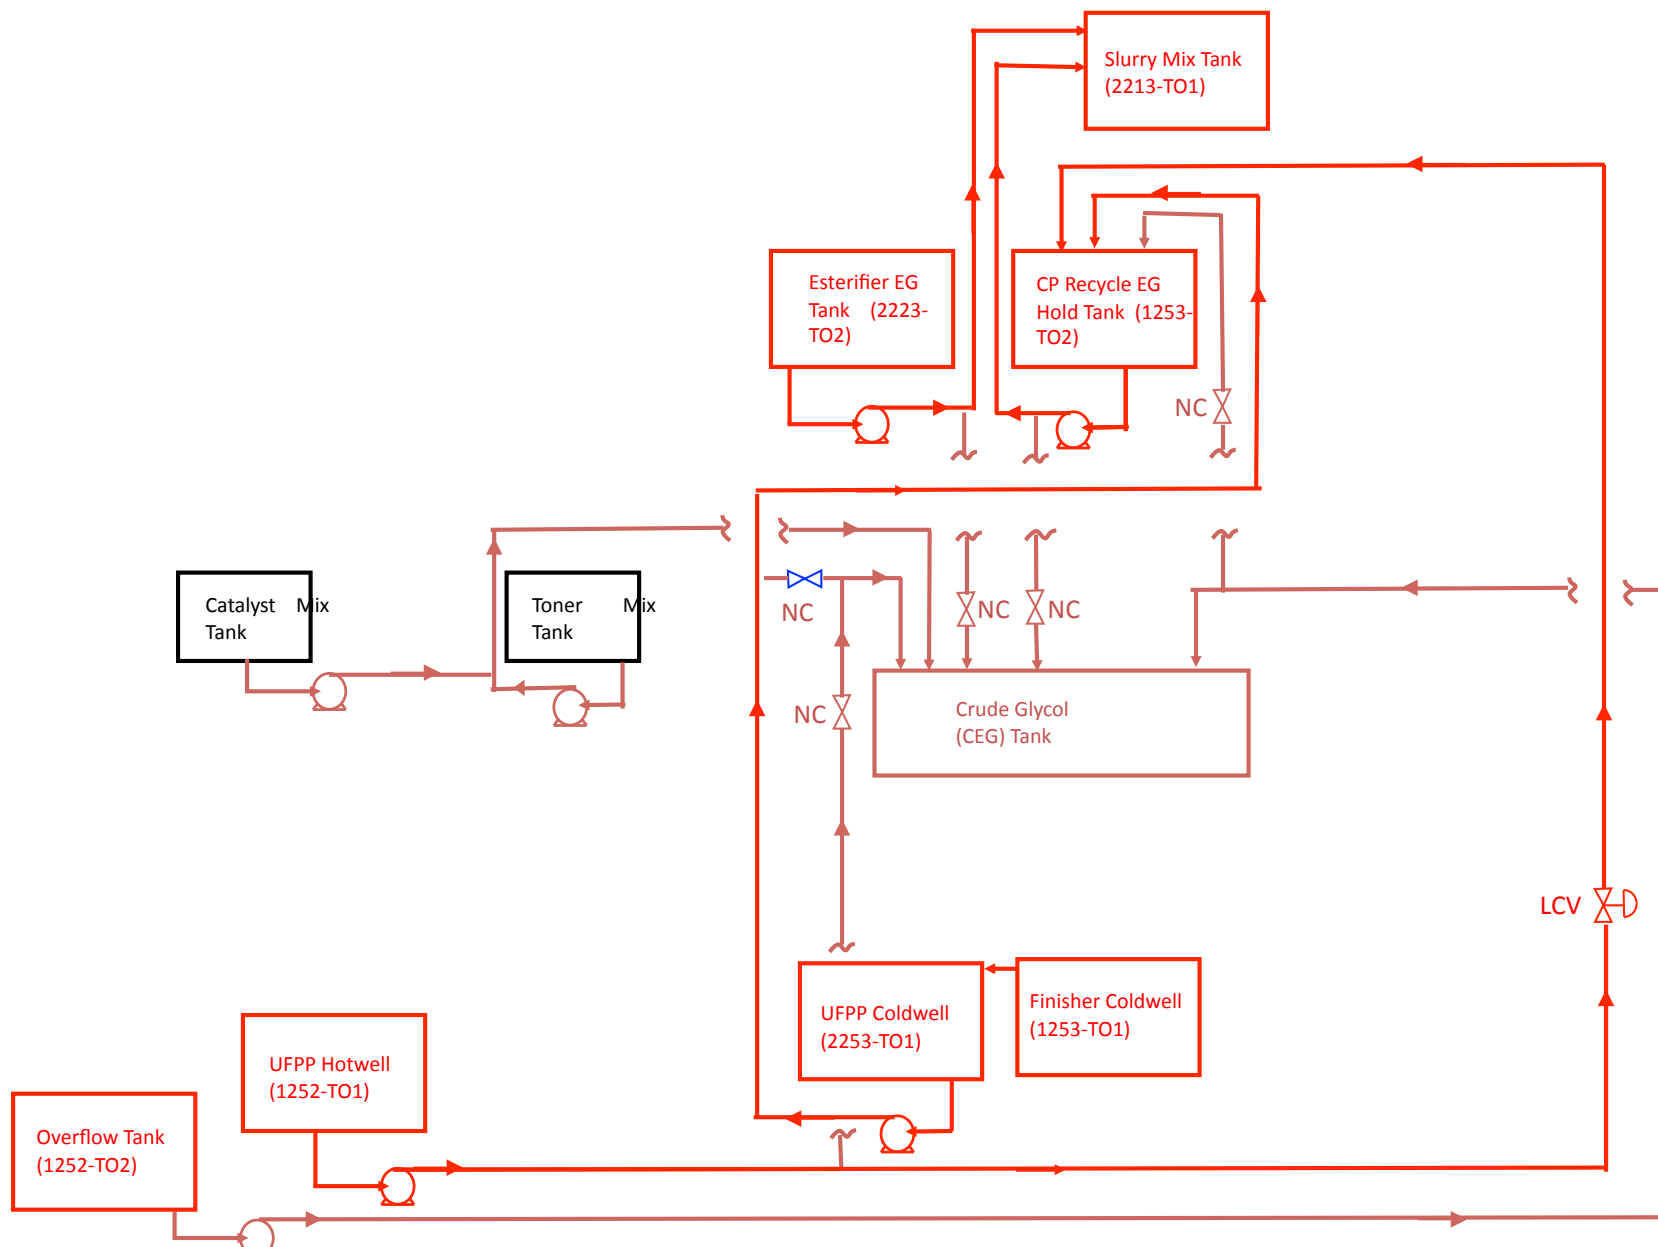 Slurry Mix Tank
(2213-TO1)
Esterifier EG
Tank (2223-
TO2)
CP Recycle EG
Hold Tank (1253-
TO2)
NC
Catalyst Mix
Tank
Toner Mix
Tank
NC
NC
NC
NC
Crude Glycol
(CEG) Tank
LCV
UFPP Coldwell
(2253-TO1)
Finisher Coldwell
(1253-TO1)
UFPP Hotwell
(1252-TO1)
Overflow Tank
(1252-TO2)